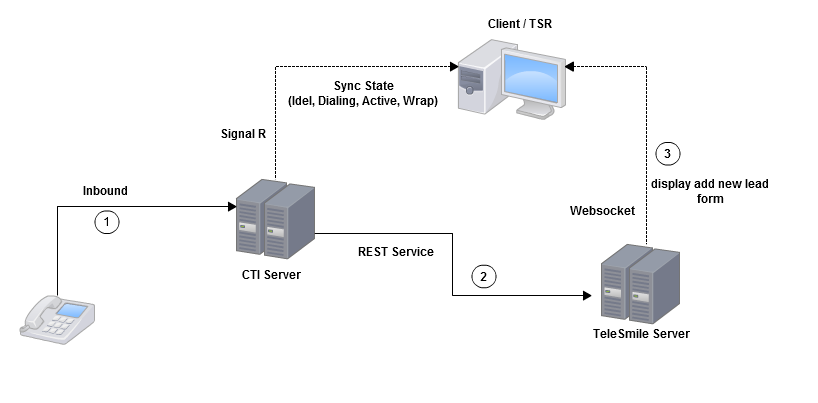 Client / TSR
Sync State
(Idel, Dialing, Active, Wrap)
Signal R
3
Inbound
display add new lead
form
1
Websocket
REST Service
CTI Server
2
TeleSmile Server